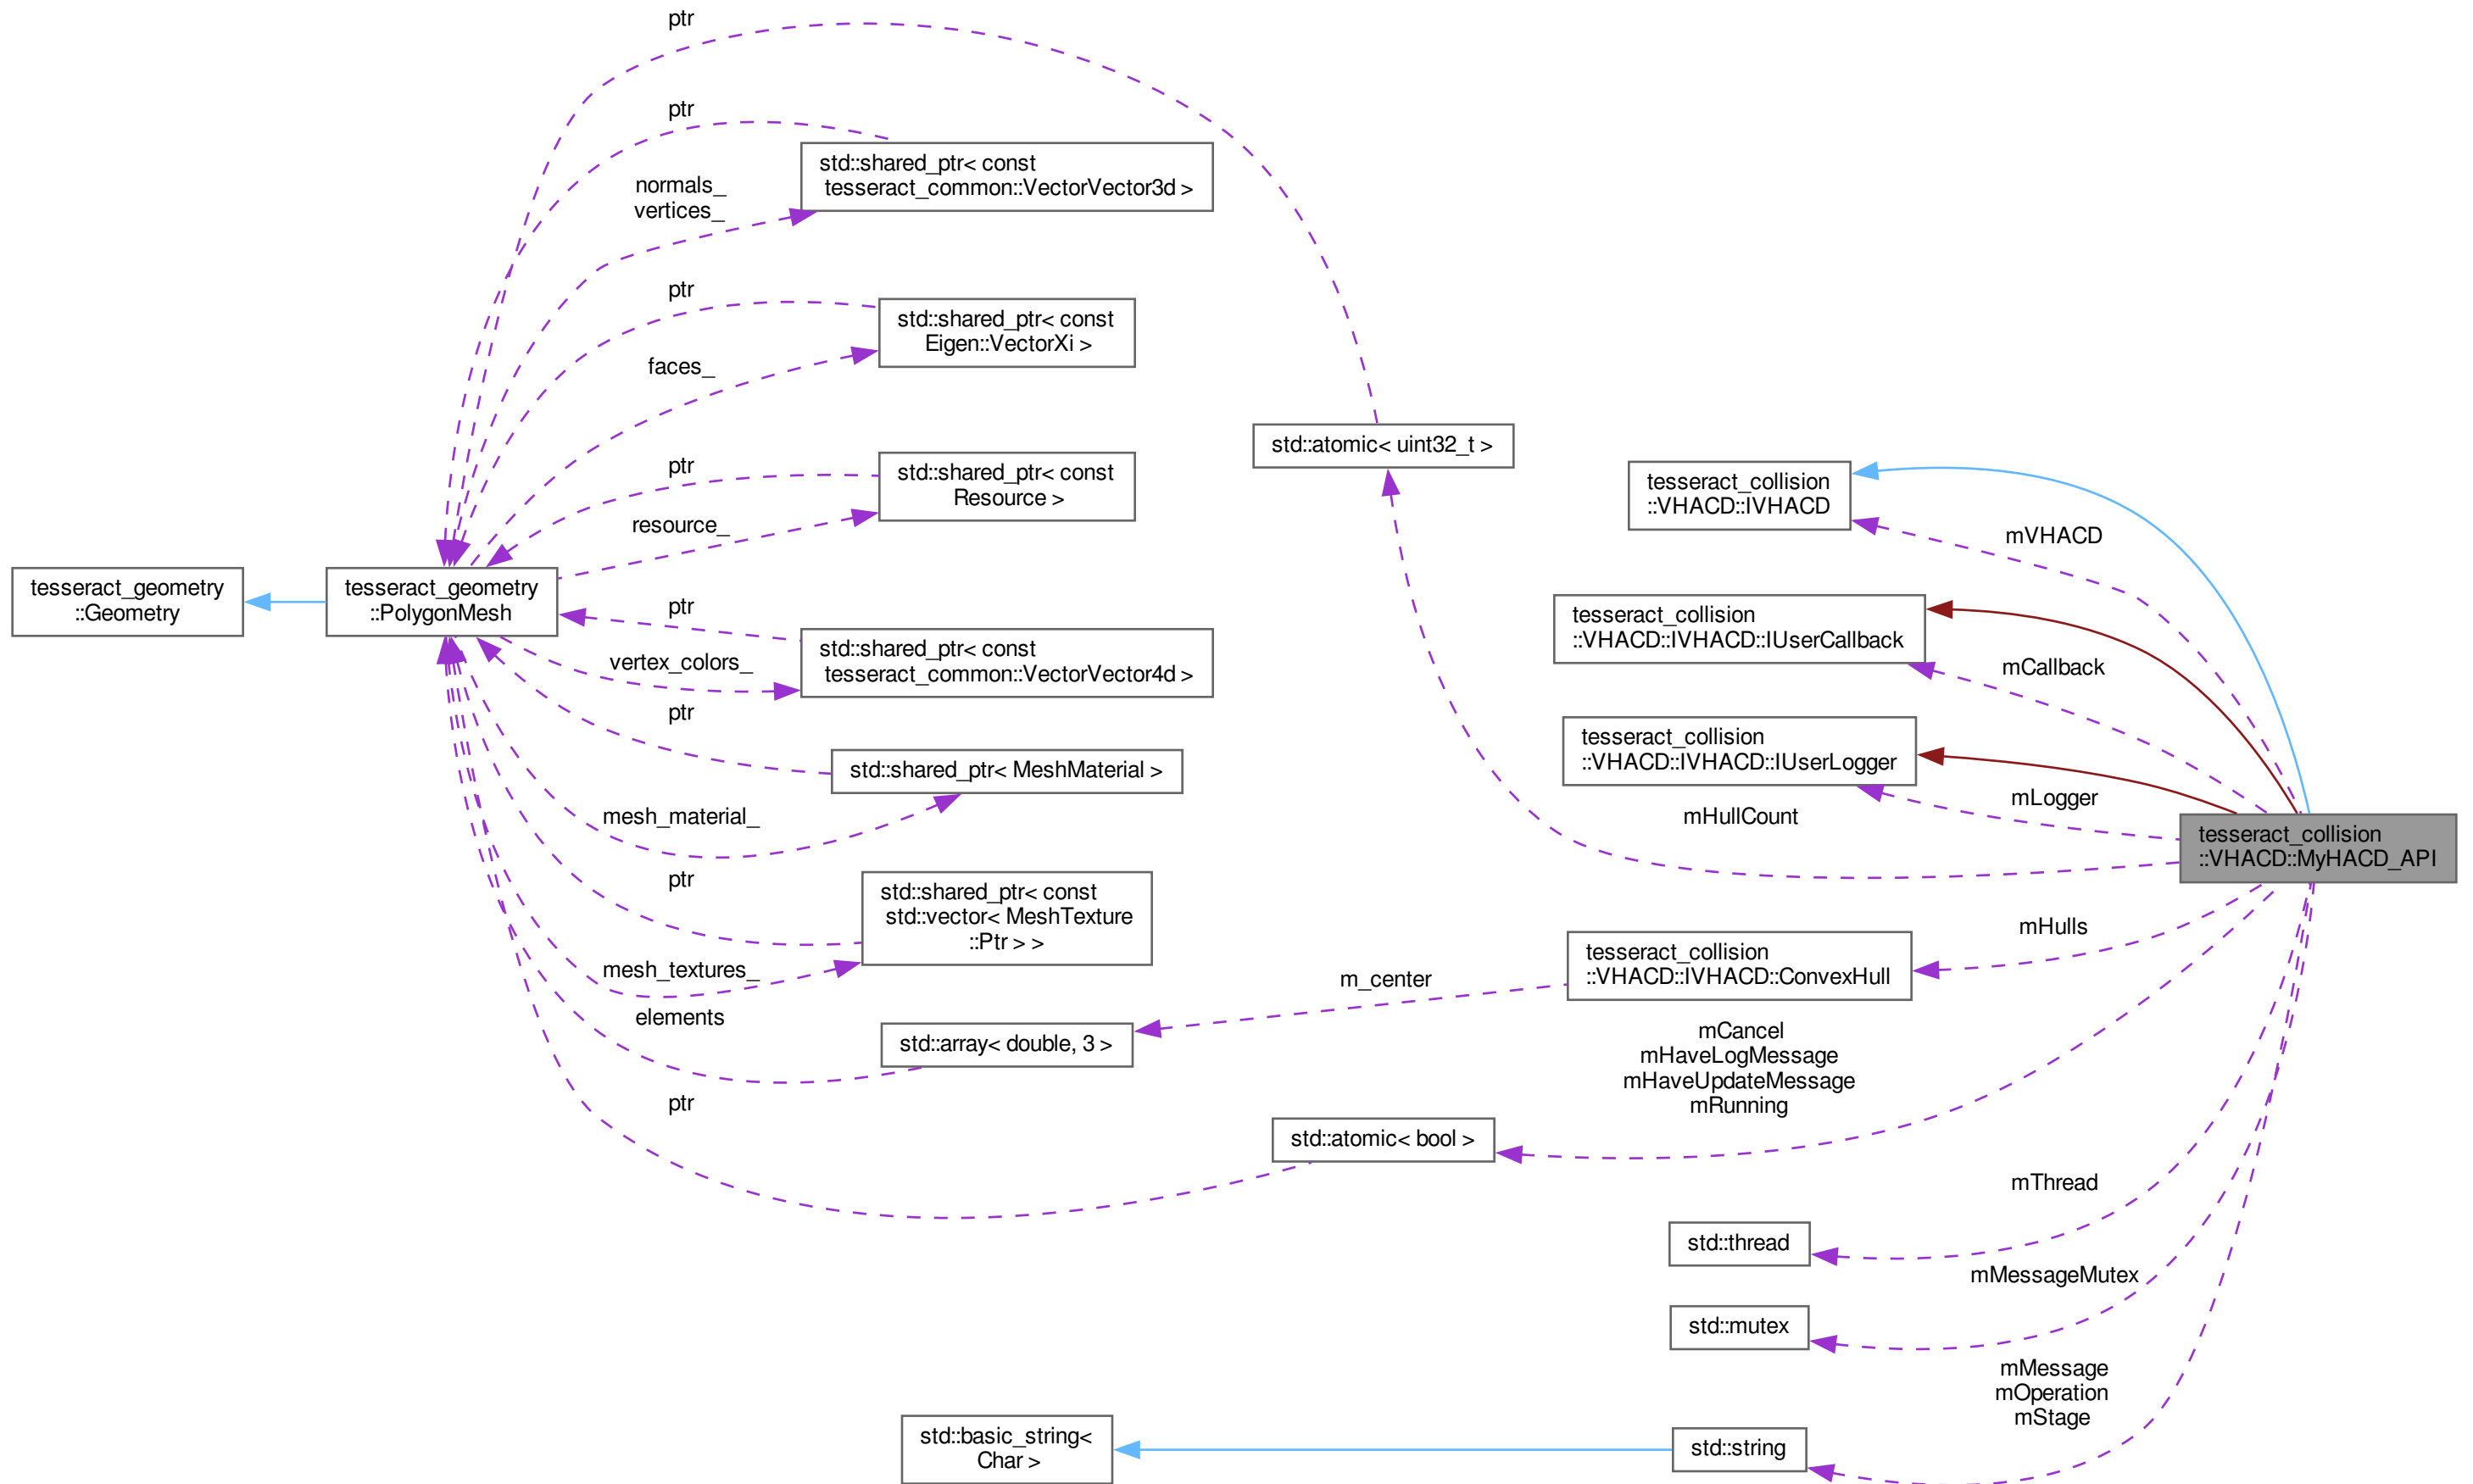 ptr
ptr
std::shared_ptr< const
tesseract_common::VectorVector3d >
normals_
vertices_
ptr
std::shared_ptr< const
Eigen::VectorXi >
faces_
std::atomic< uint32_t >
ptr
std::shared_ptr< const
Resource >
resource_
tesseract_collision
::VHACD::IVHACD
mVHACD
tesseract_geometry
::Geometry
tesseract_geometry
::PolygonMesh
ptr
std::shared_ptr< const
tesseract_common::VectorVector4d >
vertex_colors_
tesseract_collision
::VHACD::IVHACD::IUserCallback
mCallback
ptr
std::shared_ptr< MeshMaterial >
tesseract_collision
::VHACD::IVHACD::IUserLogger
mLogger
mesh_material_
mHullCount
tesseract_collision
::VHACD::MyHACD_API
ptr
std::shared_ptr< const
std::vector< MeshTexture
::Ptr > >
mHulls
mesh_textures_
m_center
tesseract_collision
::VHACD::IVHACD::ConvexHull
elements
std::array< double, 3 >
mCancel
mHaveLogMessage
mHaveUpdateMessage
mRunning
ptr
std::atomic< bool >
mThread
std::thread
mMessageMutex
std::mutex
mMessage
mOperation
mStage
std::basic_string<
Char >
std::string